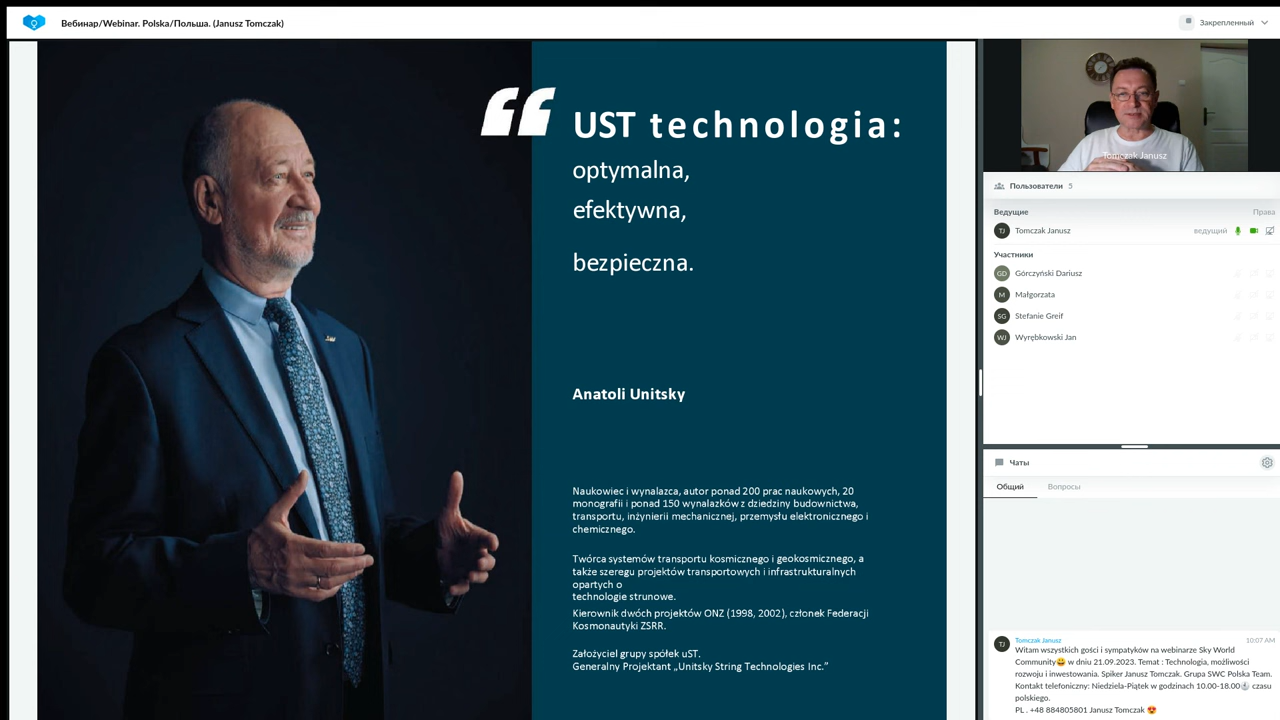 Вебинар/Webinar. Polska/Польша. (Janusz Tomczak)
Закрепленный
UST technologia:
optymalna,
efektywna,
bezpieczna.
Anatoli Unitsky
Naukowiec i wynalazca, autor ponad 200 prac naukowych, 20
monografii i ponad 150 wynalazków z dziedziny budownictwa,
transportu, inżynierii mechanicznej, przemysłu elektronicznego i
chemicznego.
Twórca systemów transportu kosmicznego i geokosmicznego, a
także szeregu projektów transportowych i infrastrukturalnych
opartych o
technologie strunowe.
Kierownik dwóch projektów ONZ (1998, 2002), członek Federacji
Kosmonautyki ZSRR.
Założyciel grupy spółek uST.
Generalny Projektant „Unitsky String Technologies Inc.”
Tomczak Janusz
Пользователи 5
Ведущие Права
TJ Tomczak Janusz ведущий
Участники
GD Górczyński Dariusz
M Małgorzata
SG Stefanie Greif
WJ Wyrębkowski Jan
Чаты
Общий Вопросы
TJ Tomczak Janusz 10:07 AM
Witam wszystkich gości i sympatyków na webinarze Sky World
Community😀 w dniu 21.09.2023. Temat : Technologia, możliwości
rozwoju i inwestowania. Spiker Janusz Tomczak. Grupa SWC Polska Team.
Kontakt telefoniczny: Niedziela-Piątek w godzinach 10.00-18.00 czasu
polskiego.
PL . +48 884805801 Janusz Tomczak 😍